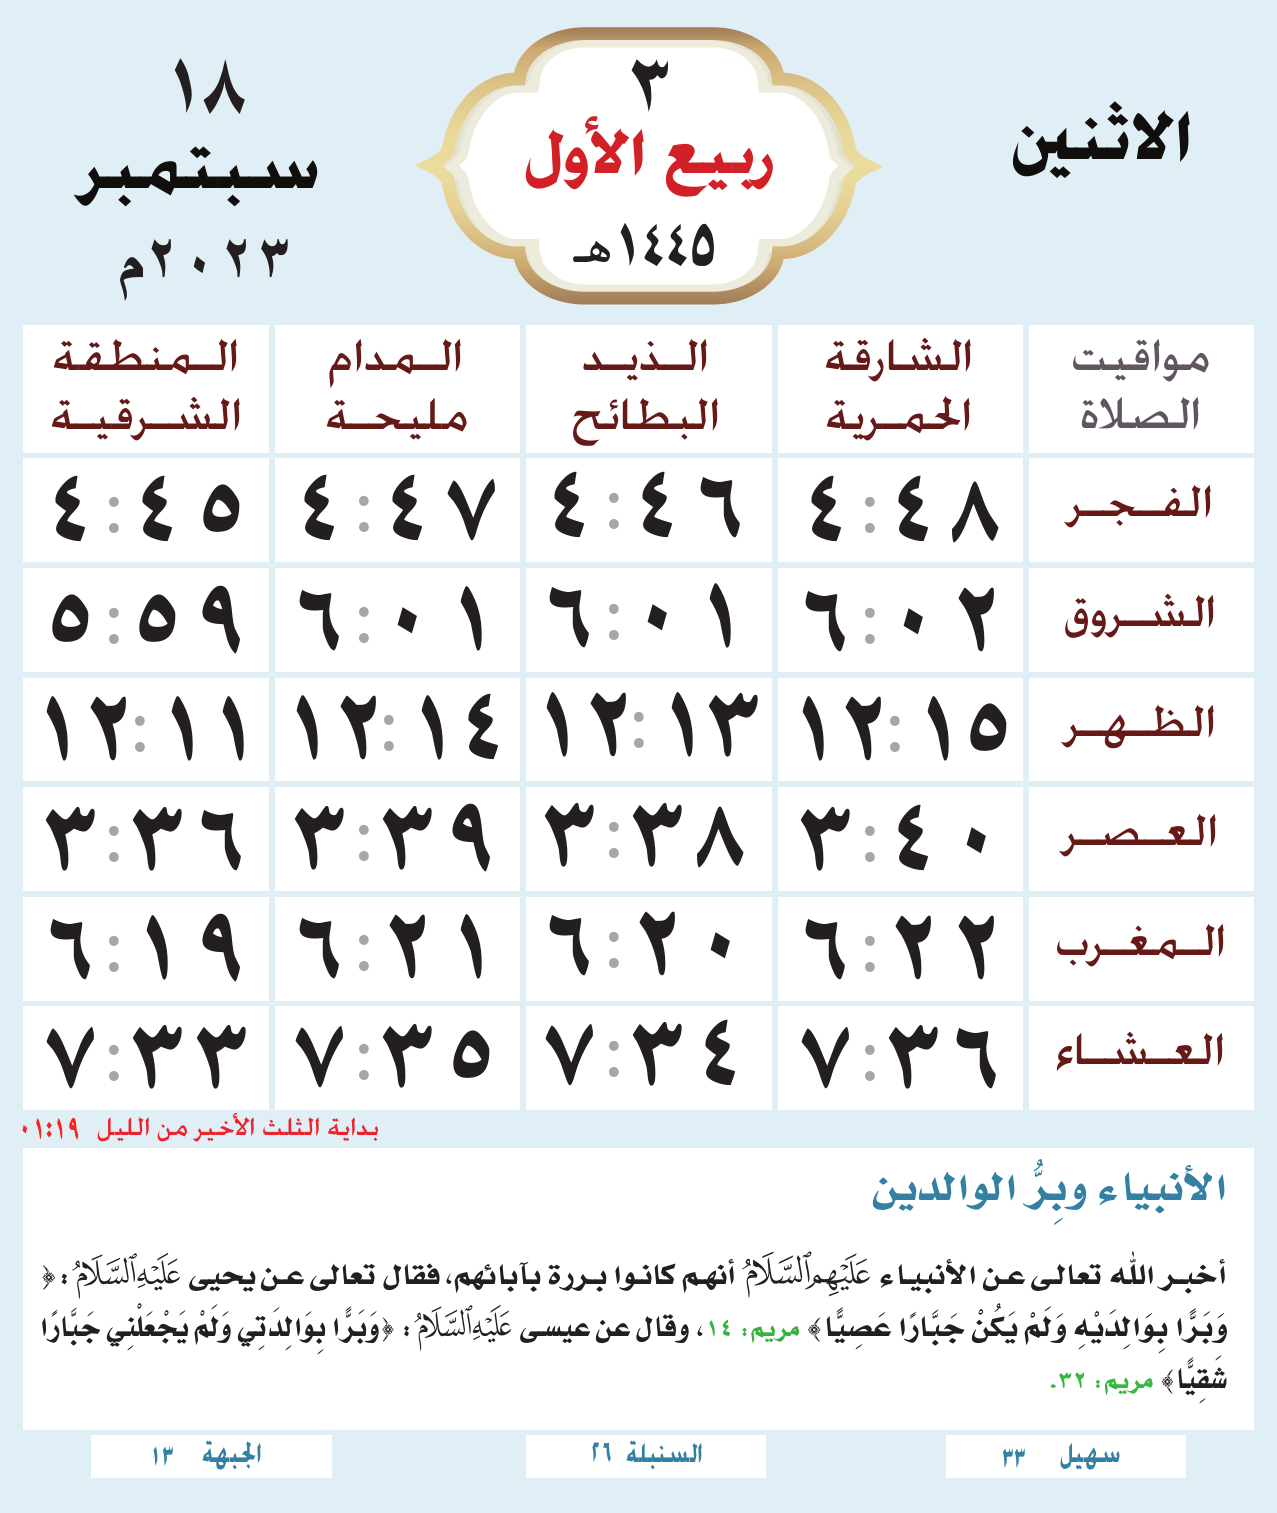 الاثنين
٣
ربيع الأول
١٤٤٥هـ
١٨
سبتمبر
٢٠٢٣م
مواقيت الصلاة
الشارقة الحمرية
الذيد البطائح
المدام مليحة
المنطقة الشرقية
الفجر ٤:٤٨ ٤:٤٦ ٤:٤٧ ٤:٤٥
الشروق ٦:٠٢ ٦:٠١ ٦:٠١ ٥:٥٩
الظهر ١٢:١٥ ١٢:١٣ ١٢:١٤ ١٢:١١
العصر ٣:٤٠ ٣:٣٨ ٣:٣٩ ٣:٣٦
المغرب ٦:٢٢ ٦:٢٠ ٦:٢١ ٦:١٩
العشاء ٧:٣٦ ٧:٣٤ ٧:٣٥ ٧:٣٣
بداية الثلث الأخير من الليل ٠١:١٩
الأنبياء وبِرُّ الوالدين
أخبر الله تعالى عن الأنبياء عَلَيْهِمُ السَّلَامُ أنهم كانوا بررة بآبائهم، فقال تعالى عن يحيى عَلَيْهِ السَّلَامُ: ﴿
وَبَرًّا بِوَالِدَيْهِ وَلَمْ يَكُنْ جَبَّارًا عَصِيًّا﴾ مريم: ١٤، وقال عن عيسى عَلَيْهِ السَّلَامُ: ﴿وَبَرًّا بِوَالِدَتِي وَلَمْ يَجْعَلْنِي جَبَّارًا
شَقِيًّا﴾ مريم: ٣٢.
سهيل ٣٣
السنبلة ٢٦
الجبهة ١٣